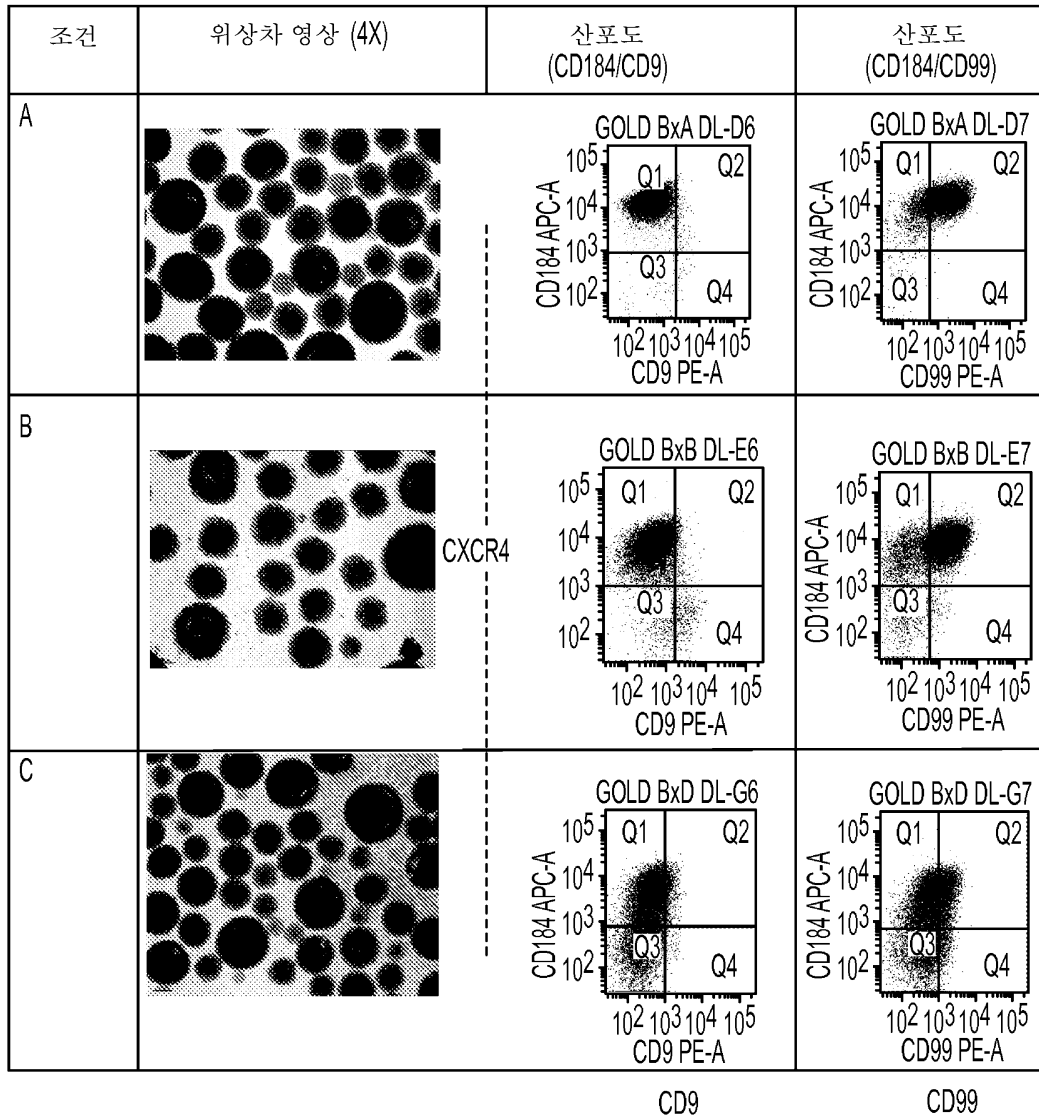 조건
위상차 영상 (4X)
산포도
(CD184/CD9)
산포도
(CD184/CD99)
A
GOLD BxA DL-D6
10⁵
10⁴
10³
10²
CD184 APC-A
Q1
Q2
Q3
Q4
10² 10³ 10⁴ 10⁵
CD9 PE-A
GOLD BxA DL-D7
10⁵
10⁴
10³
10²
CD184 APC-A
Q1
Q2
Q3
Q4
10² 10³ 10⁴ 10⁵
CD99 PE-A
B
CXCR4
GOLD BxB DL-E6
10⁵
10⁴
10³
10²
CD184 APC-A
Q1
Q2
Q3
Q4
10² 10³ 10⁴ 10⁵
CD9 PE-A
GOLD BxB DL-E7
10⁵
10⁴
10³
10²
CD184 APC-A
Q1
Q2
Q3
Q4
10² 10³ 10⁴ 10⁵
CD99 PE-A
C
GOLD BxD DL-G6
10⁵
10⁴
10³
10²
CD184 APC-A
Q1
Q2
Q3
Q4
10² 10³ 10⁴ 10⁵
CD9 PE-A
GOLD BxD DL-G7
10⁵
10⁴
10³
10²
CD184 APC-A
Q1
Q2
Q3
Q4
10² 10³ 10⁴ 10⁵
CD99 PE-A
CD9
CD99